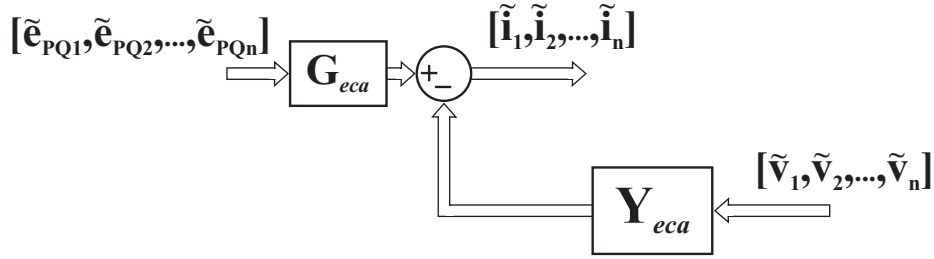 [ẽPQ1,ẽPQ2,...,ẽPQn]
[ĩ1,ĩ2,...,ĩn]
Geca
+
−
[ṽ1,ṽ2,...,ṽn]
Yeca